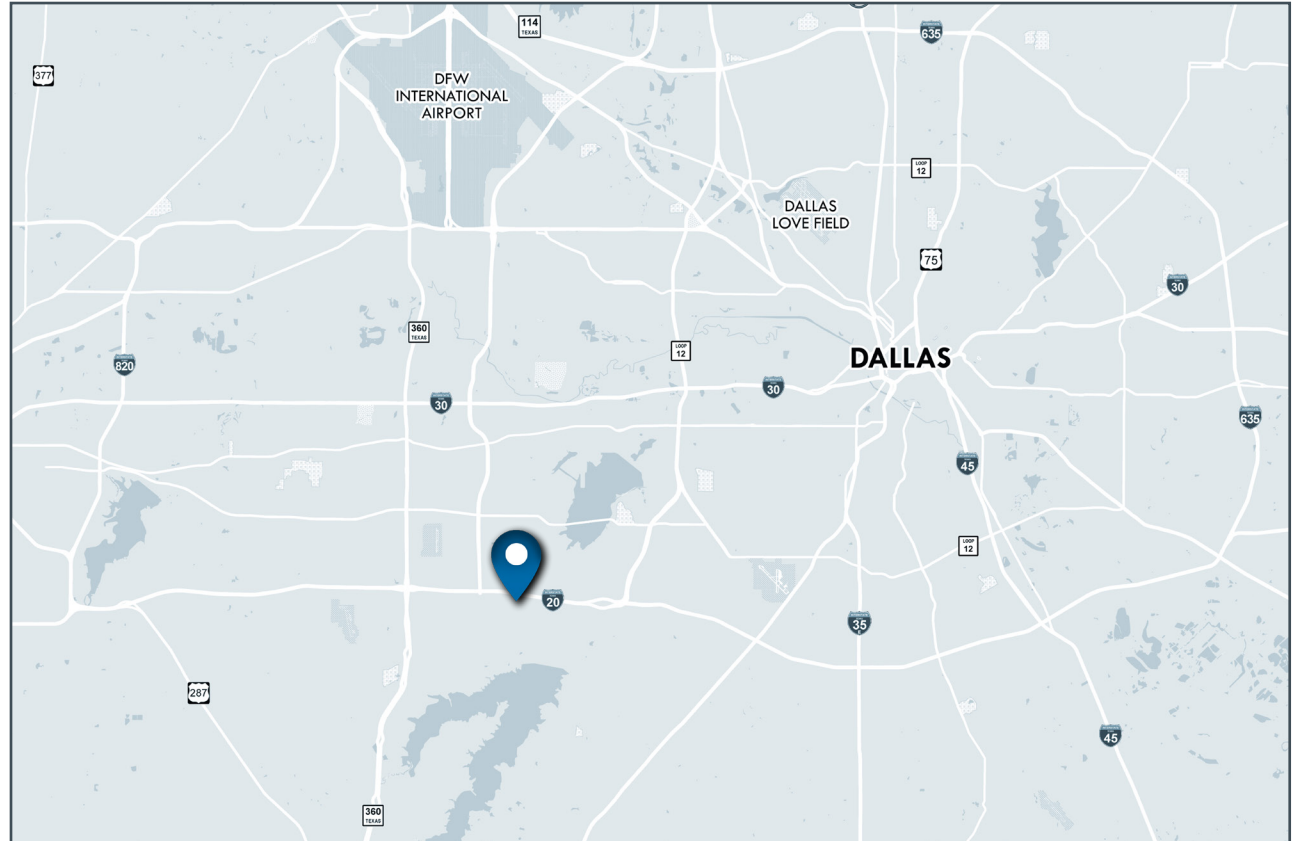 114
TEXAS
635
377
DFW
INTERNATIONAL
AIRPORT
LOOP
12
DALLAS
LOVE FIELD
75
30
360
TEXAS
LOOP
12
DALLAS
820
30
30
635
45
LOOP
12
20
35
E
287
45
360
TEXAS